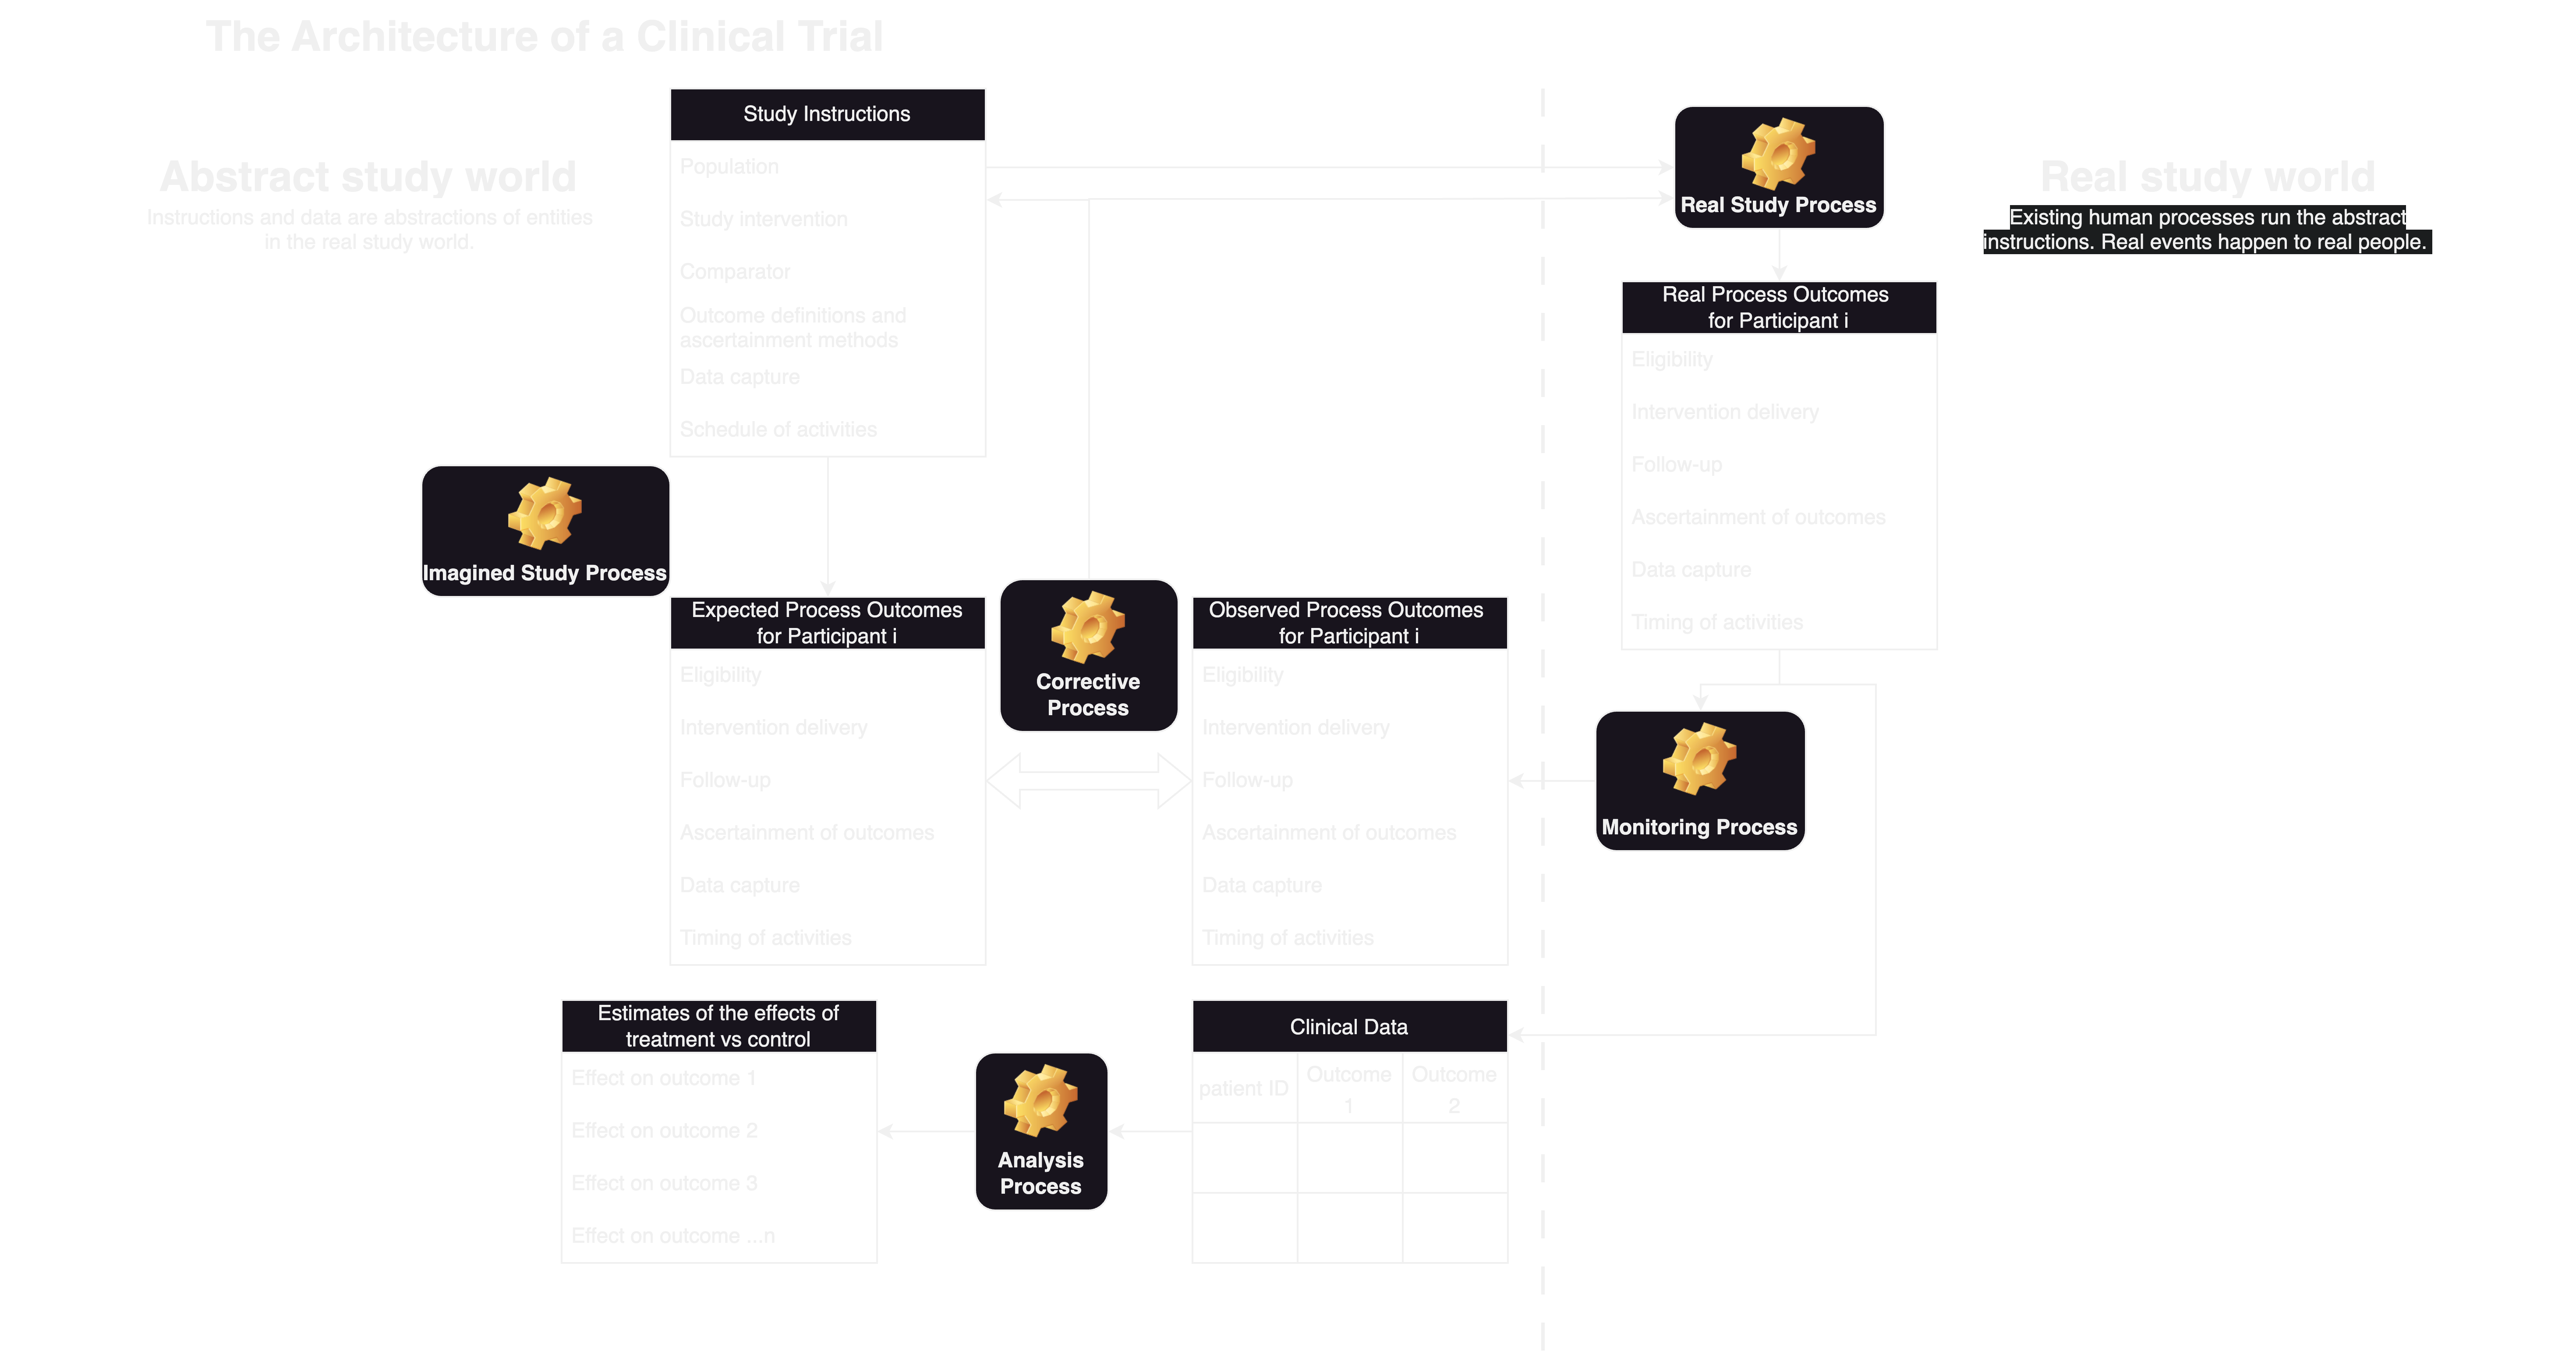 The Architecture of a Clinical Trial
Abstract study world
Instructions and data are abstractions of entities
in the real study world.
Study Instructions
Population
Study intervention
Comparator
Outcome definitions and
ascertainment methods
Data capture
Schedule of activities
Real Study Process
Real study world
Existing human processes run the abstract
instructions. Real events happen to real people.
Real Process Outcomes
for Participant i
Eligibility
Intervention delivery
Follow-up
Ascertainment of outcomes
Data capture
Timing of activities
Imagined Study Process
Expected Process Outcomes
for Participant i
Eligibility
Intervention delivery
Follow-up
Ascertainment of outcomes
Data capture
Timing of activities
Corrective
Process
Observed Process Outcomes
for Participant i
Eligibility
Intervention delivery
Follow-up
Ascertainment of outcomes
Data capture
Timing of activities
Monitoring Process
Estimates of the effects of
treatment vs control
Effect on outcome 1
Effect on outcome 2
Effect on outcome 3
Effect on outcome ...n
Analysis
Process
Clinical Data
patient ID
Outcome
1
Outcome
2